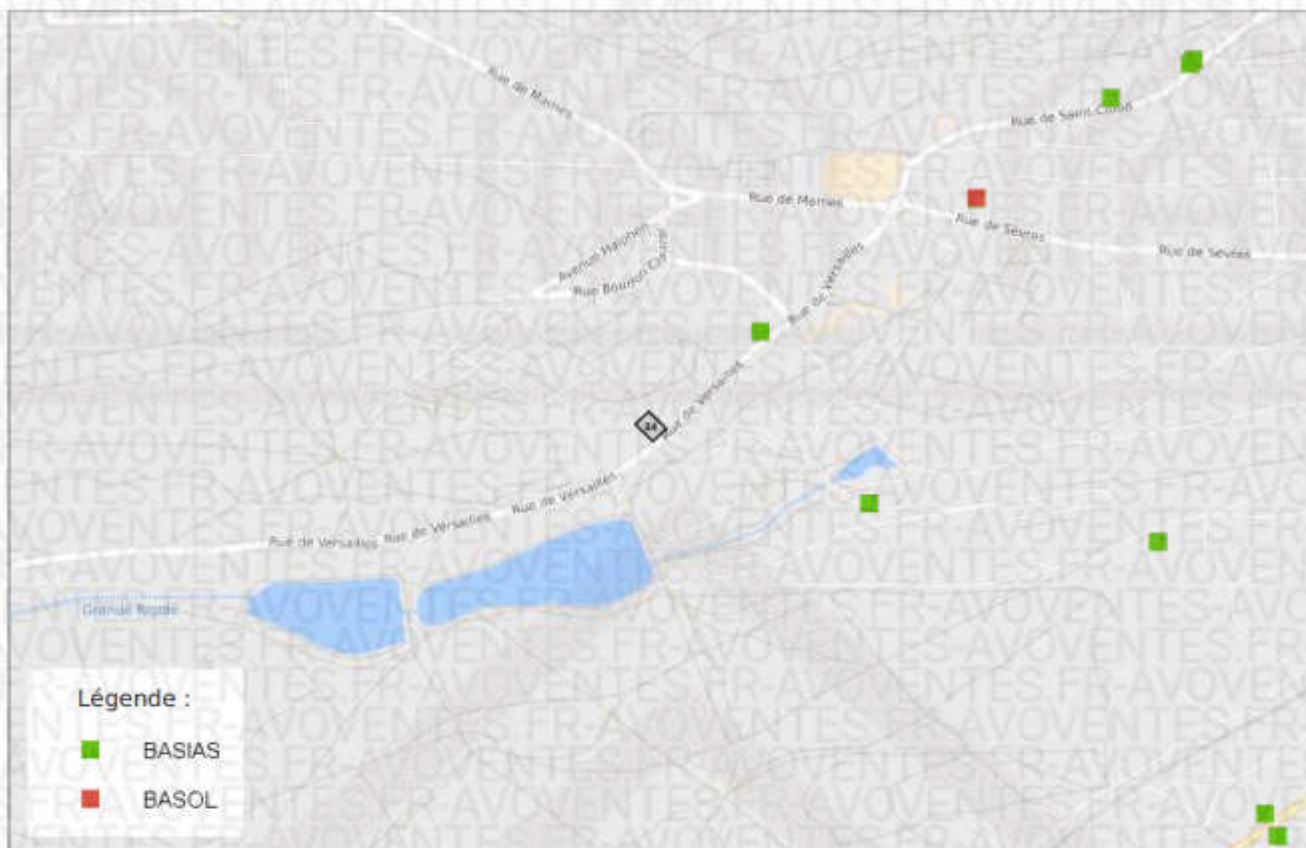 Rue de Marnes
Rue de Saint-Cloud
Rue de Marnes
Rue de Sèvres
Rue de Sèvres
Avenue Halphen
Rue de Versailles
Rue de Versailles
Rue de Versailles
Rue de Versailles
Rue de Versailles
Grande Rigole
Légende :
BASIAS
BASOL
AVOVENTES.FR